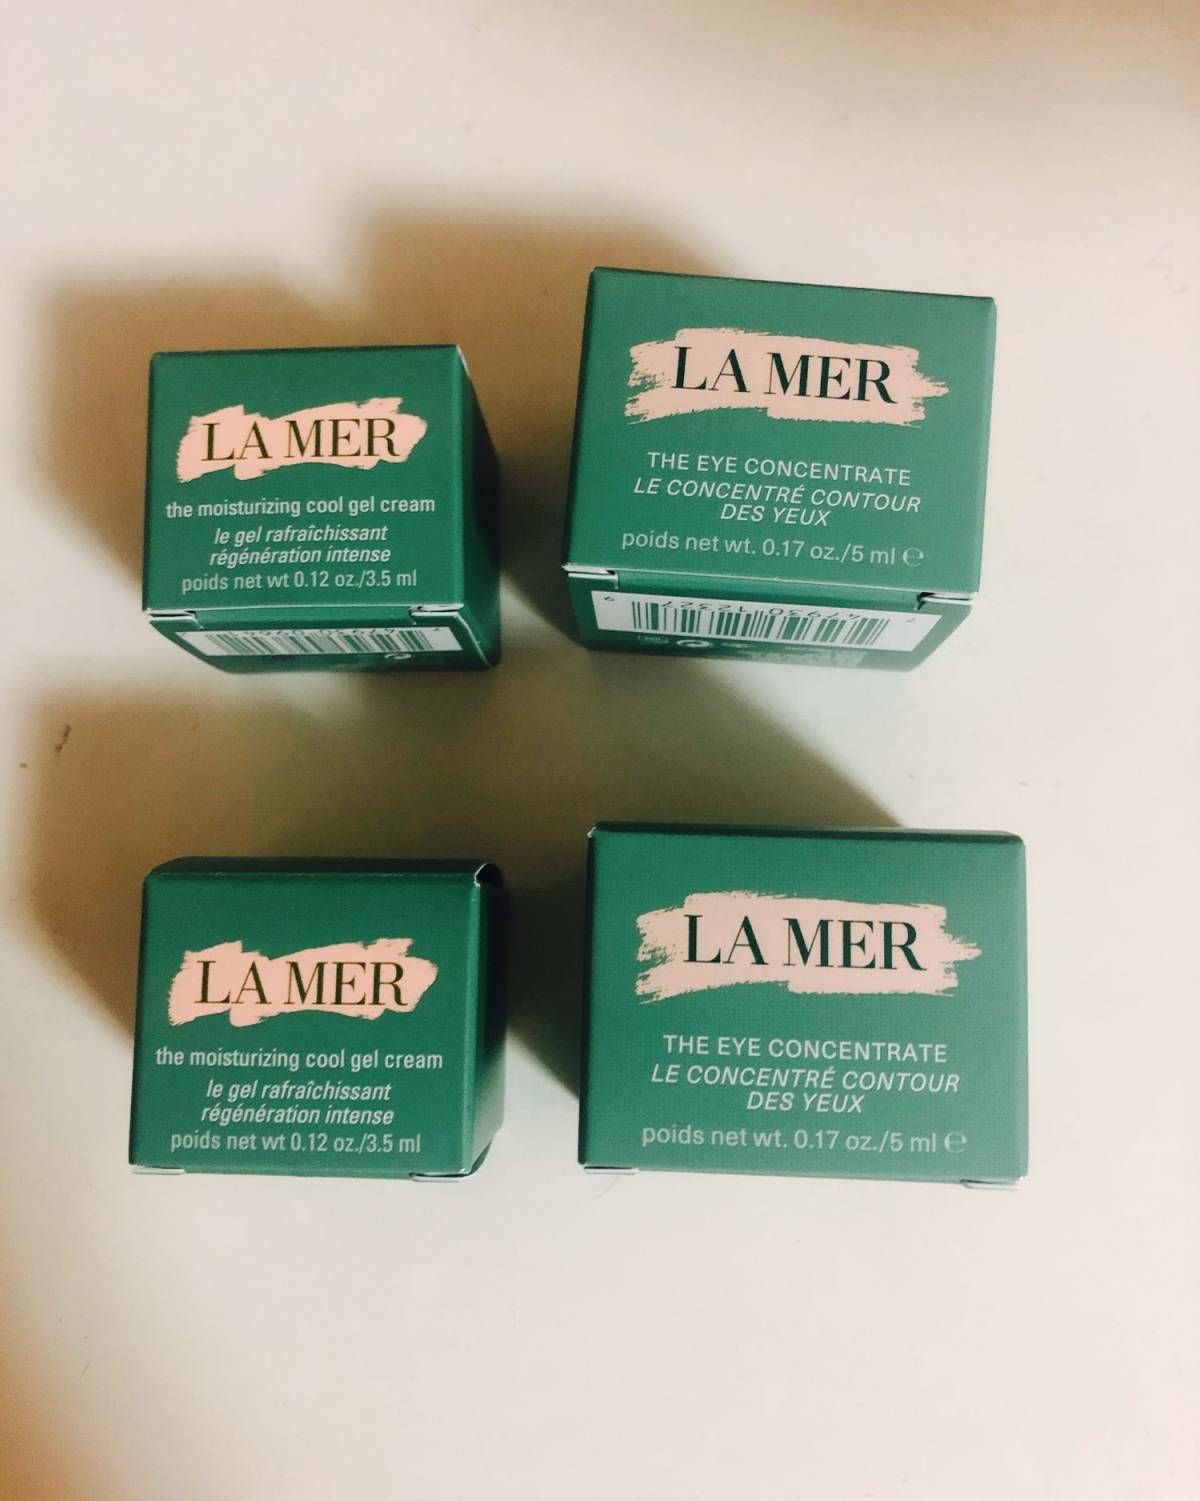 LA MER
the moisturizing cool gel cream
le gel rafraîchissant
régénération intense
poids net wt 0.12 oz./3.5 ml
LA MER
THE EYE CONCENTRATE
LE CONCENTRÉ CONTOUR
DES YEUX
poids net wt. 0.17 oz./5 ml ℮
7 47930 12327 9
LA MER
the moisturizing cool gel cream
le gel rafraîchissant
régénération intense
poids net wt 0.12 oz./3.5 ml
LA MER
THE EYE CONCENTRATE
LE CONCENTRÉ CONTOUR
DES YEUX
poids net wt. 0.17 oz./5 ml ℮